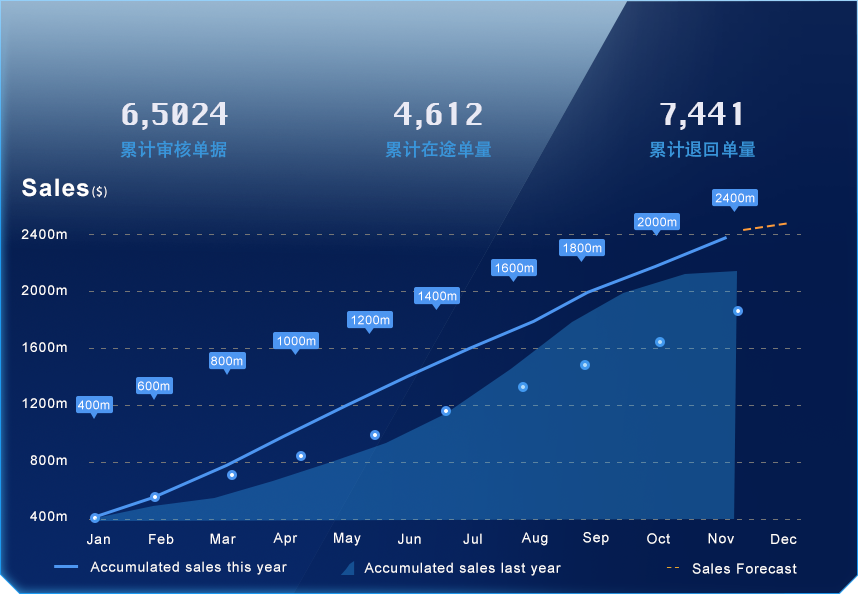 6,5024 4,612 7,441
累计审核单据 累计在途单量 累计退回单量
Sales($)
2400m
2400m
2000m
1800m
1600m
2000m
1400m
1200m
1600m
1000m
800m
600m
1200m
400m
800m
400m
Jan Feb Mar Apr May Jun Jul Aug Sep Oct Nov Dec
Accumulated sales this year Accumulated sales last year Sales Forecast